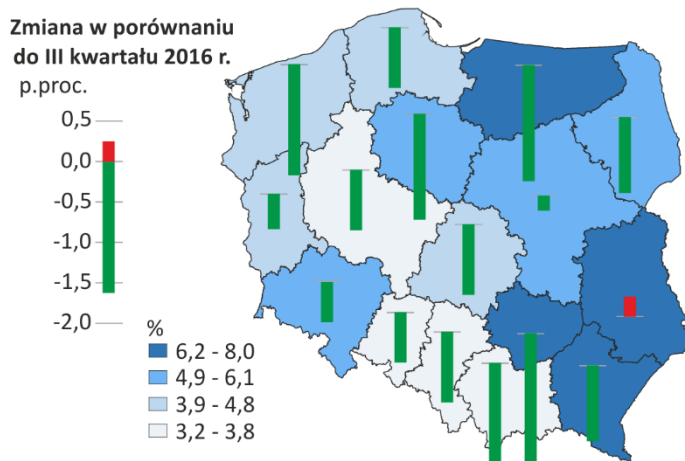 Zmiana w porównaniu
do III kwartału 2016 r.
p.proc.
0,5
0,0
-0,5
-1,0
-1,5
-2,0
%
6,2 - 8,0
4,9 - 6,1
3,9 - 4,8
3,2 - 3,8